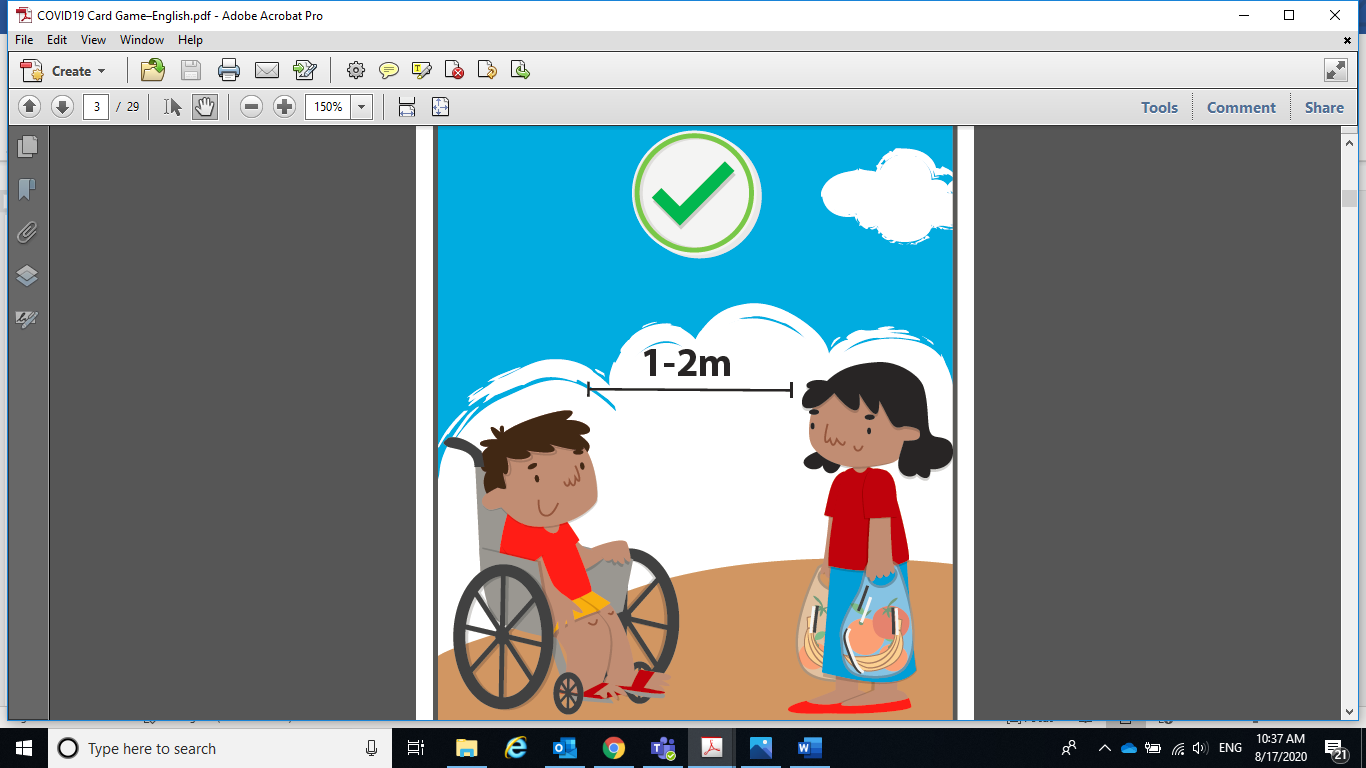 COVID19 Card Game–English.pdf - Adobe Acrobat Pro
File Edit View Window Help
Create
3 / 29 150% Tools Comment Share
1-2m
Type here to search
ENG
10:37 AM
8/17/2020
21